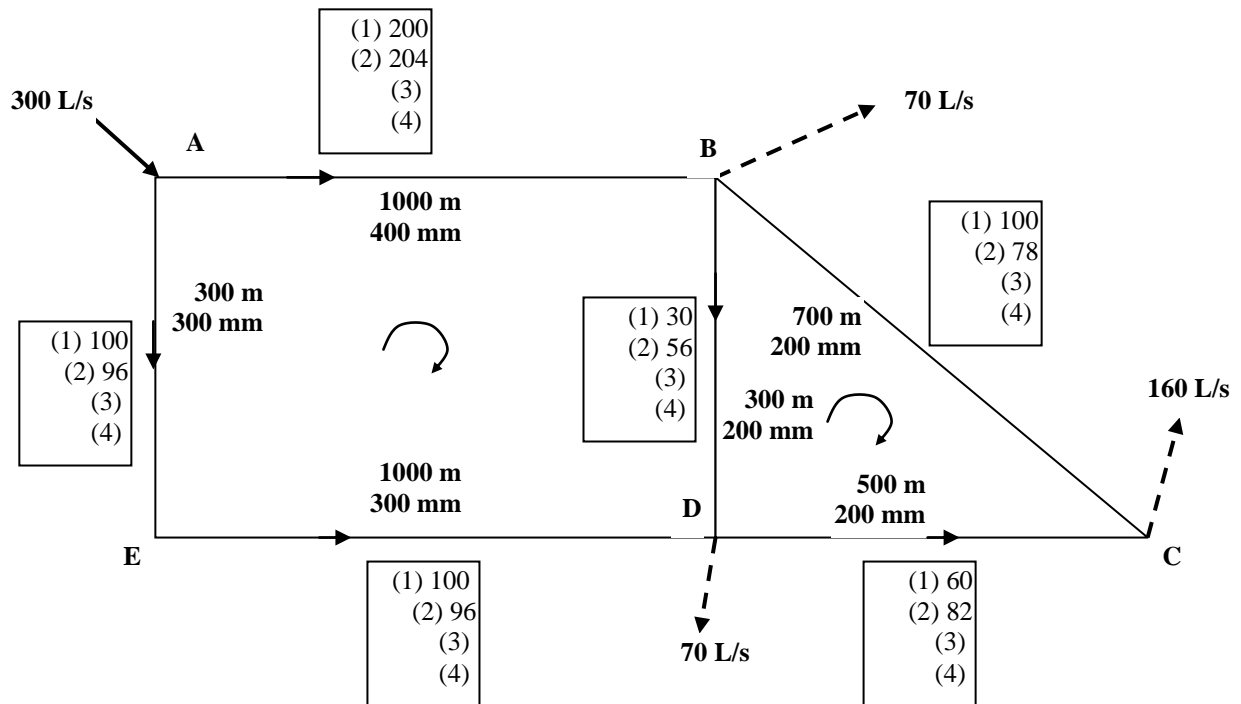 (1) 200
(2) 204
(3)
(4)
300 L/s
70 L/s
A
B
1000 m
400 mm
(1) 100
(2) 78
(3)
(4)
300 m
300 mm
(1) 100
(2) 96
(3)
(4)
(1) 30
(2) 56
(3)
(4)
700 m
200 mm
160 L/s
300 m
200 mm
1000 m
300 mm
500 m
200 mm
D
E
C
(1) 100
(2) 96
(3)
(4)
(1) 60
(2) 82
(3)
(4)
70 L/s